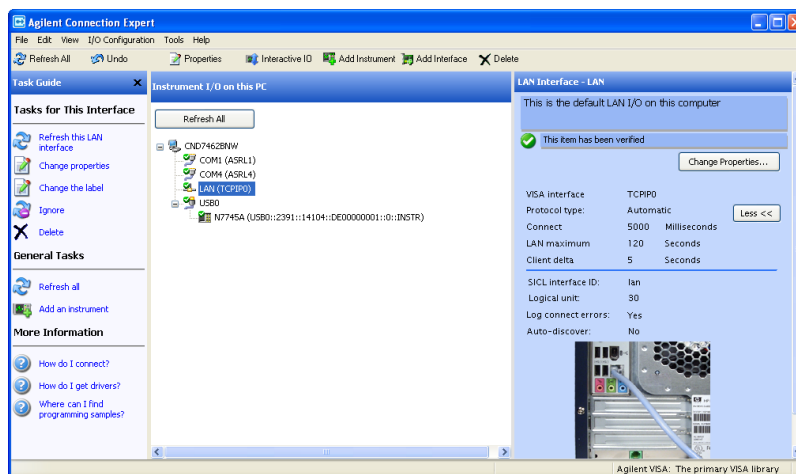 Agilent Connection Expert
File Edit View I/O Configuration Tools Help
Refresh All Undo Properties Interactive IO Add Instrument Add Interface Delete
Task Guide
Tasks for This Interface
Refresh this LAN
interface
Change properties
Change the label
Ignore
Delete
General Tasks
Refresh all
Add an instrument
More Information
How do I connect?
How do I get drivers?
Where can I find
programming samples?
Instrument I/O on this PC
Refresh All
CND7462BNW
COM1 (ASRL1)
COM4 (ASRL4)
LAN (TCPIP0)
USB0
N7745A (USB0::2391::14104::DE00000001::0::INSTR)
LAN Interface - LAN
This is the default LAN I/O on this computer
This item has been verified
Change Properties...
VISA interface TCPIP0
Protocol type: Automatic
Less <<
Connect 5000 Milliseconds
LAN maximum 120 Seconds
Client delta 5 Seconds
SICL interface ID: lan
Logical unit: 30
Log connect errors: Yes
Auto-discover: No
Agilent VISA: The primary VISA library